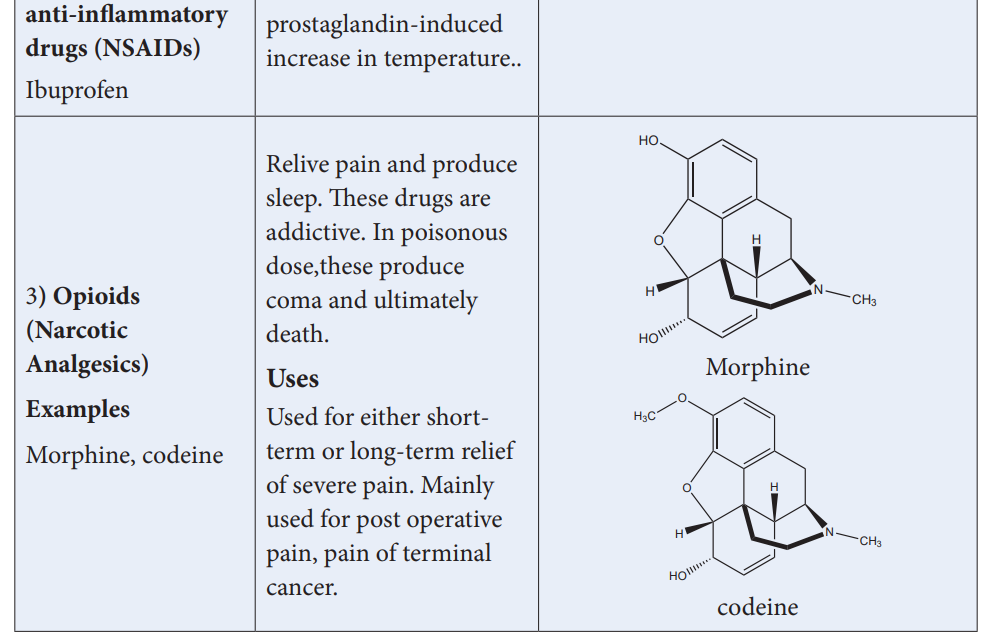 anti-inflammatory
drugs (NSAIDs)
Ibuprofen
prostaglandin-induced
increase in temperature..
3) Opioids
(Narcotic
Analgesics)
Examples
Morphine, codeine
Relive pain and produce
sleep. These drugs are
addictive. In poisonous
dose,these produce
coma and ultimately
death.
Uses
Used for either short-
term or long-term relief
of severe pain. Mainly
used for post operative
pain, pain of terminal
cancer.
HO
O
H
H
N
CH3
HO
Morphine
O
H3C
O
H
H
N
CH3
HO
codeine